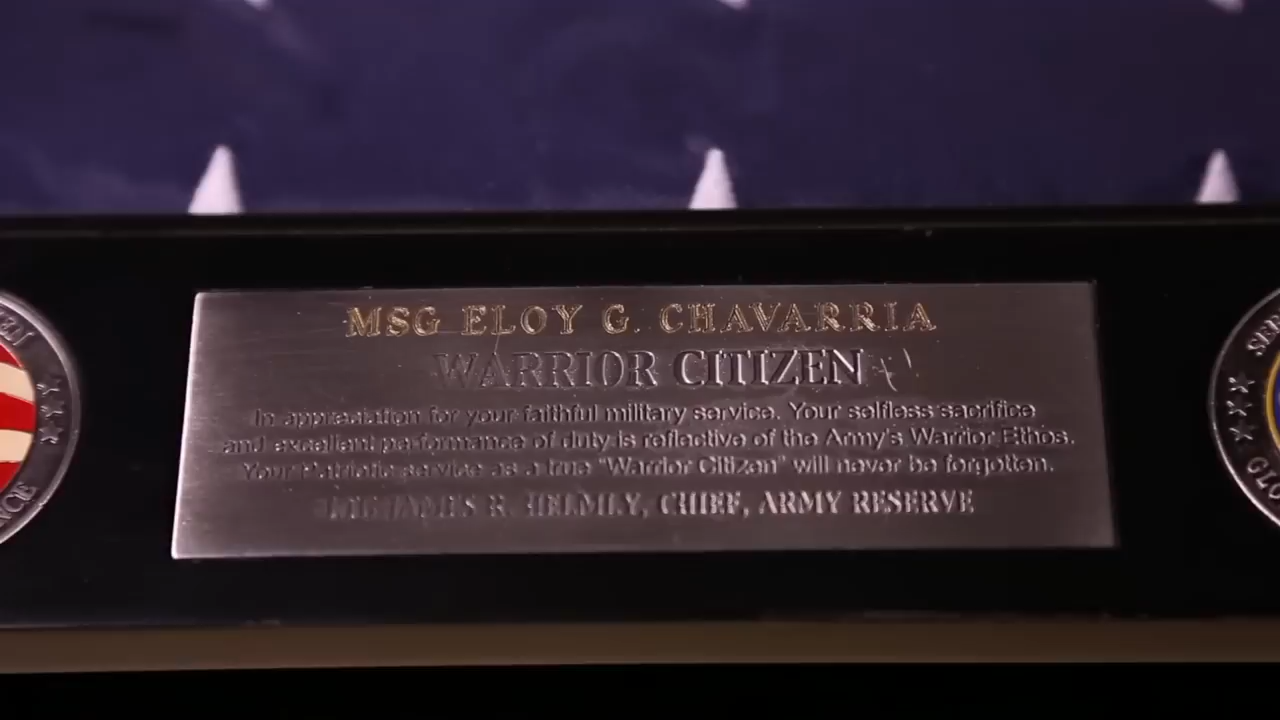 MSG ELOY G. CHAVARRIA
WARRIOR CITIZEN
In appreciation for your faithful military service. Your selfless sacrifice
and excellent performance of duty is reflective of the Army's Warrior Ethos.
Your Patriotic service as a true "Warrior Citizen" will never be forgotten.
LTG JAMES R. HELMLY, CHIEF, ARMY RESERVE